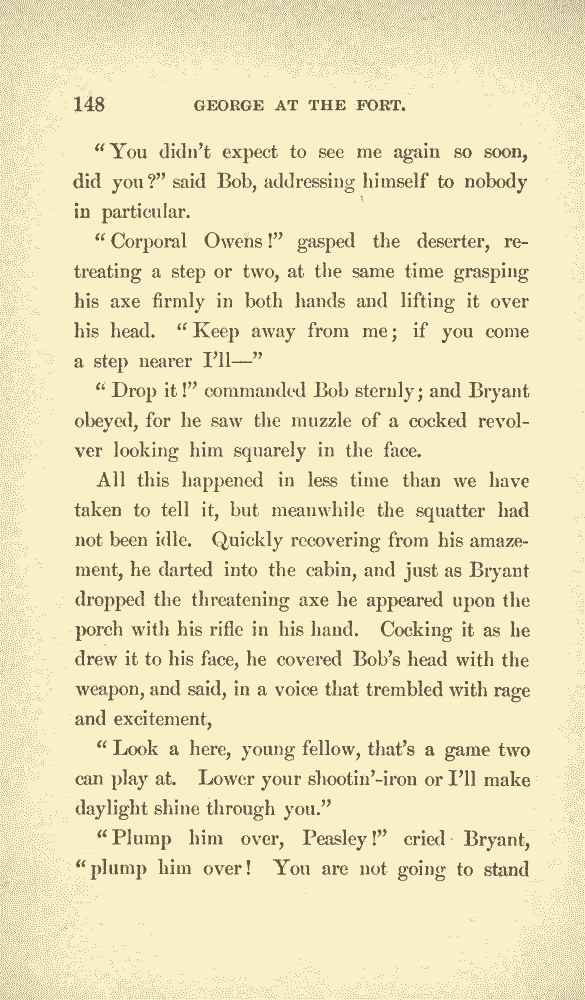 148 GEORGE AT THE FORT.
“You didn’t expect to see me again so soon,
did you?” said Bob, addressing himself to nobody
in particular.
“Corporal Owens!” gasped the deserter, re-
treating a step or two, at the same time grasping
his axe firmly in both hands and lifting it over
his head. “Keep away from me; if you come
a step nearer I’ll—”
“Drop it!” commanded Bob sternly; and Bryant
obeyed, for he saw the muzzle of a cocked revol-
ver looking him squarely in the face.
All this happened in less time than we have
taken to tell it, but meanwhile the squatter had
not been idle. Quickly recovering from his amaze-
ment, he darted into the cabin, and just as Bryant
dropped the threatening axe he appeared upon the
porch with his rifle in his hand. Cocking it as he
drew it to his face, he covered Bob’s head with the
weapon, and said, in a voice that trembled with rage
and excitement,
“Look a here, young fellow, that’s a game two
can play at. Lower your shootin’-iron or I’ll make
daylight shine through you.”
“Plump him over, Peasley!” cried Bryant,
“plump him over! You are not going to stand